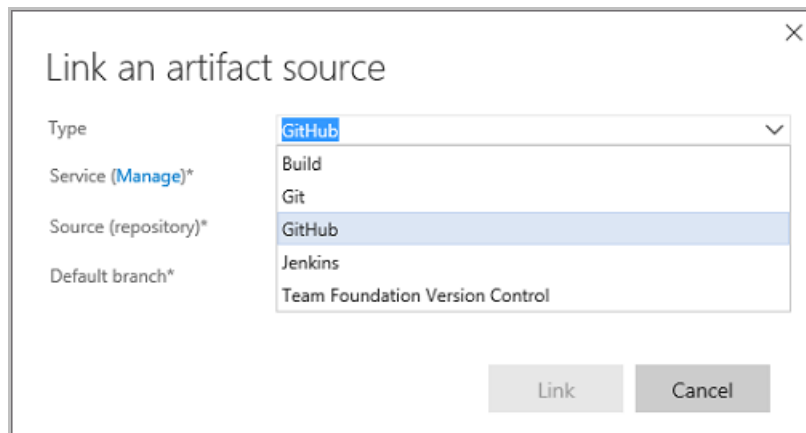 Link an artifact source
Type
GitHub
Build
Service (Manage)*
Git
Source (repository)*
GitHub
Jenkins
Default branch*
Team Foundation Version Control
Link
Cancel